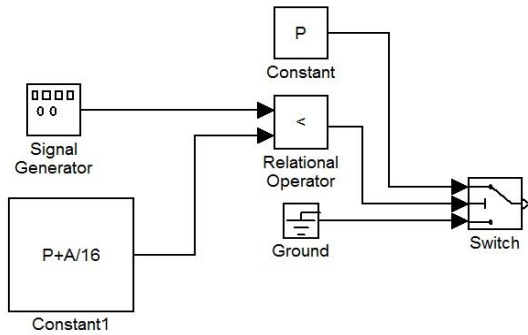 P
Constant
Signal
Generator
<
Relational
Operator
P+A/16
Constant1
Ground
Switch